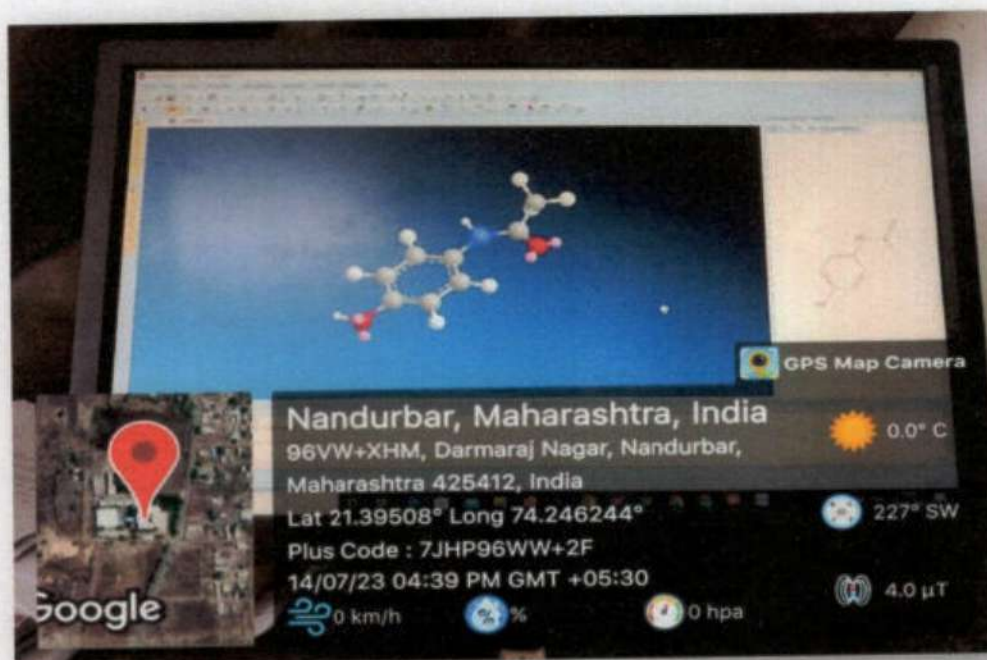 GPS Map Camera
Nandurbar, Maharashtra, India
96VW+XHM, Darmaraj Nagar, Nandurbar,
Maharashtra 425412, India
Lat 21.39508° Long 74.246244°
Plus Code : 7JHP96WW+2F
14/07/23 04:39 PM GMT +05:30
0.0° C
227° SW
4.0 µT
0 km/h
%
0 hpa
Google